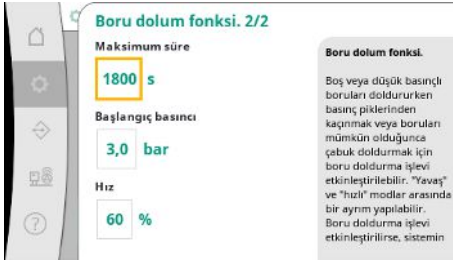 Boru dolum fonksi. 2/2
Maksimum süre
1800 s
Başlangıç basıncı
3,0 bar
Hız
60 %
Boru dolum fonksi.
Boş veya düşük basınçlı
boruları doldururken
basınç piklerinden
kaçınmak veya boruları
mümkün olduğunca
çabuk doldurmak için
boru doldurma işlevi
etkinleştirilebilir. "Yavaş"
ve "hızlı" modlar arasında
bir ayrım yapılabilir.
Boru doldurma işlevi
etkinleştirilirse, sistemin